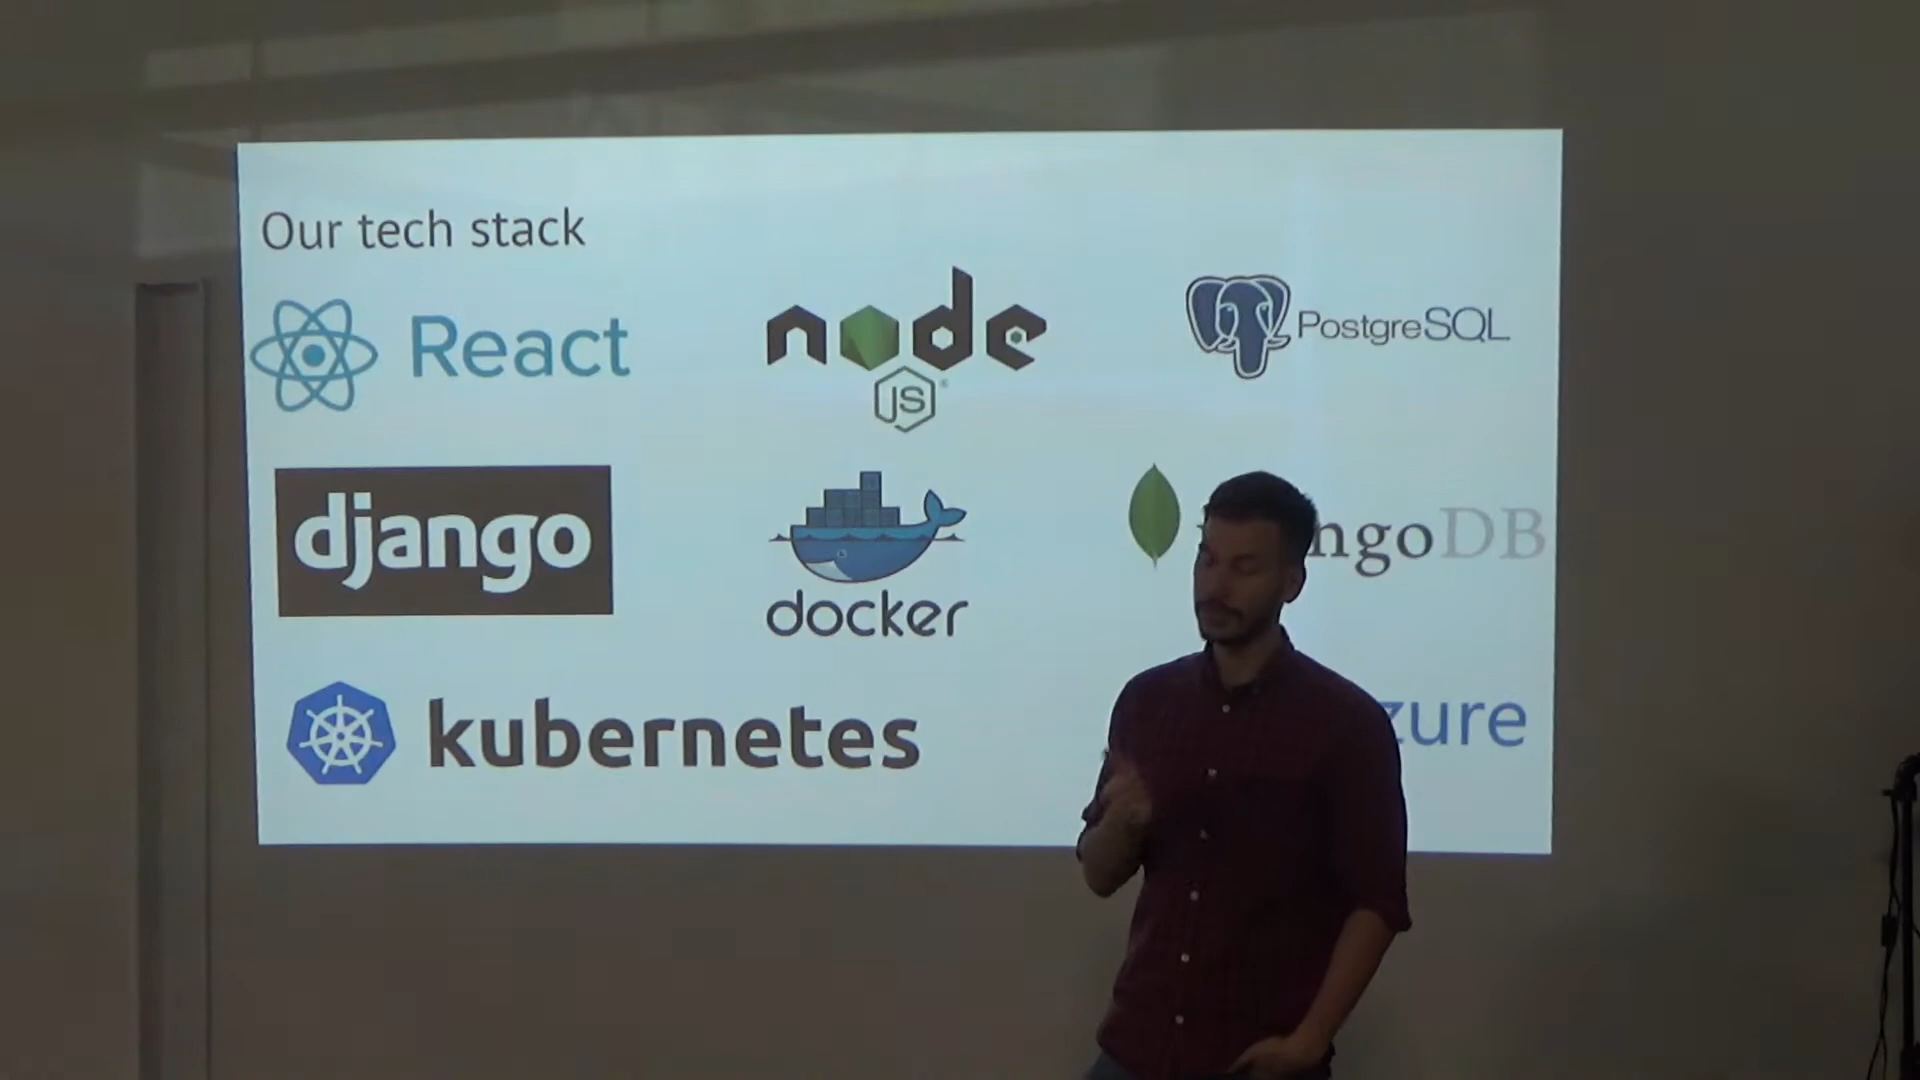 Our tech stack
React
node
JS
PostgreSQL
django
docker
ngoDB
kubernetes
zure